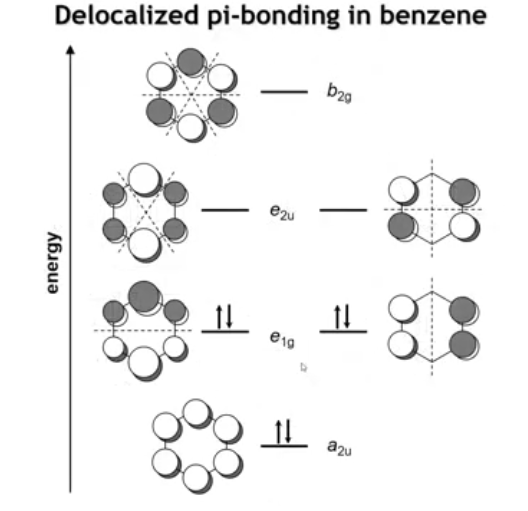 Delocalized pi-bonding in benzene
b2g
e2u
energy
e1g
a2u